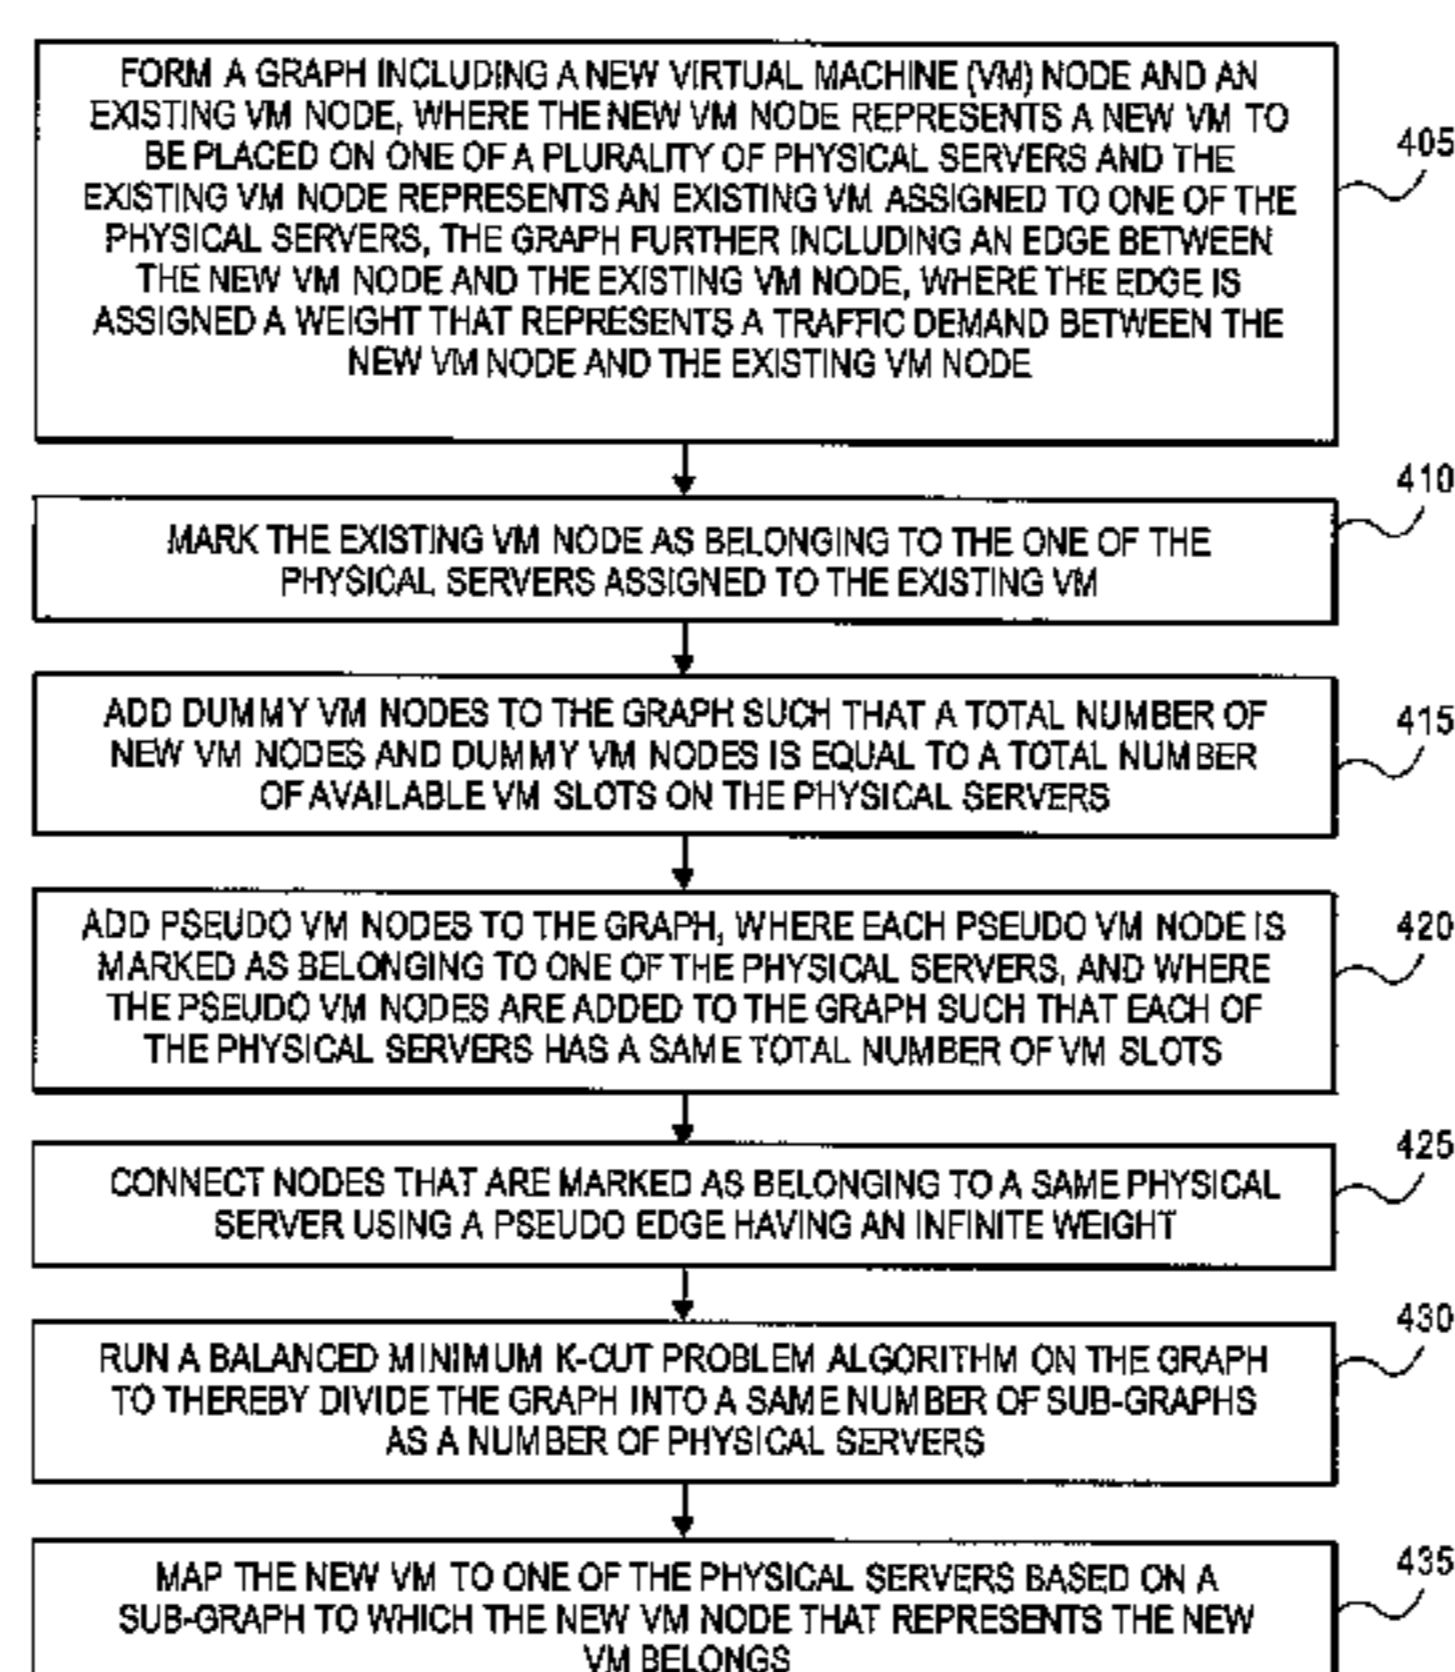 FORM A GRAPH INCLUDING A NEW VIRTUAL MACHINE (VM) NODE AND AN
EXISTING VM NODE, WHERE THE NEW VM NODE REPRESENTS A NEW VM TO
BE PLACED ON ONE OF A PLURALITY OF PHYSICAL SERVERS AND THE
EXISTING VM NODE REPRESENTS AN EXISTING VM ASSIGNED TO ONE OF THE
PHYSICAL SERVERS, THE GRAPH FURTHER INCLUDING AN EDGE BETWEEN
THE NEW VM NODE AND THE EXISTING VM NODE, WHERE THE EDGE IS
ASSIGNED A WEIGHT THAT REPRESENTS A TRAFFIC DEMAND BETWEEN THE
NEW VM NODE AND THE EXISTING VM NODE
405
MARK THE EXISTING VM NODE AS BELONGING TO THE ONE OF THE
PHYSICAL SERVERS ASSIGNED TO THE EXISTING VM
410
ADD DUMMY VM NODES TO THE GRAPH SUCH THAT A TOTAL NUMBER OF
NEW VM NODES AND DUMMY VM NODES IS EQUAL TO A TOTAL NUMBER
OF AVAILABLE VM SLOTS ON THE PHYSICAL SERVERS
415
ADD PSEUDO VM NODES TO THE GRAPH, WHERE EACH PSEUDO VM NODE IS
MARKED AS BELONGING TO ONE OF THE PHYSICAL SERVERS, AND WHERE
THE PSEUDO VM NODES ARE ADDED TO THE GRAPH SUCH THAT EACH OF
THE PHYSICAL SERVERS HAS A SAME TOTAL NUMBER OF VM SLOTS
420
CONNECT NODES THAT ARE MARKED AS BELONGING TO A SAME PHYSICAL
SERVER USING A PSEUDO EDGE HAVING AN INFINITE WEIGHT
425
RUN A BALANCED MINIMUM K-CUT PROBLEM ALGORITHM ON THE GRAPH
TO THEREBY DIVIDE THE GRAPH INTO A SAME NUMBER OF SUB-GRAPHS
AS A NUMBER OF PHYSICAL SERVERS
430
MAP THE NEW VM TO ONE OF THE PHYSICAL SERVERS BASED ON A
SUB-GRAPH TO WHICH THE NEW VM NODE THAT REPRESENTS THE NEW
VM BELONGS
435